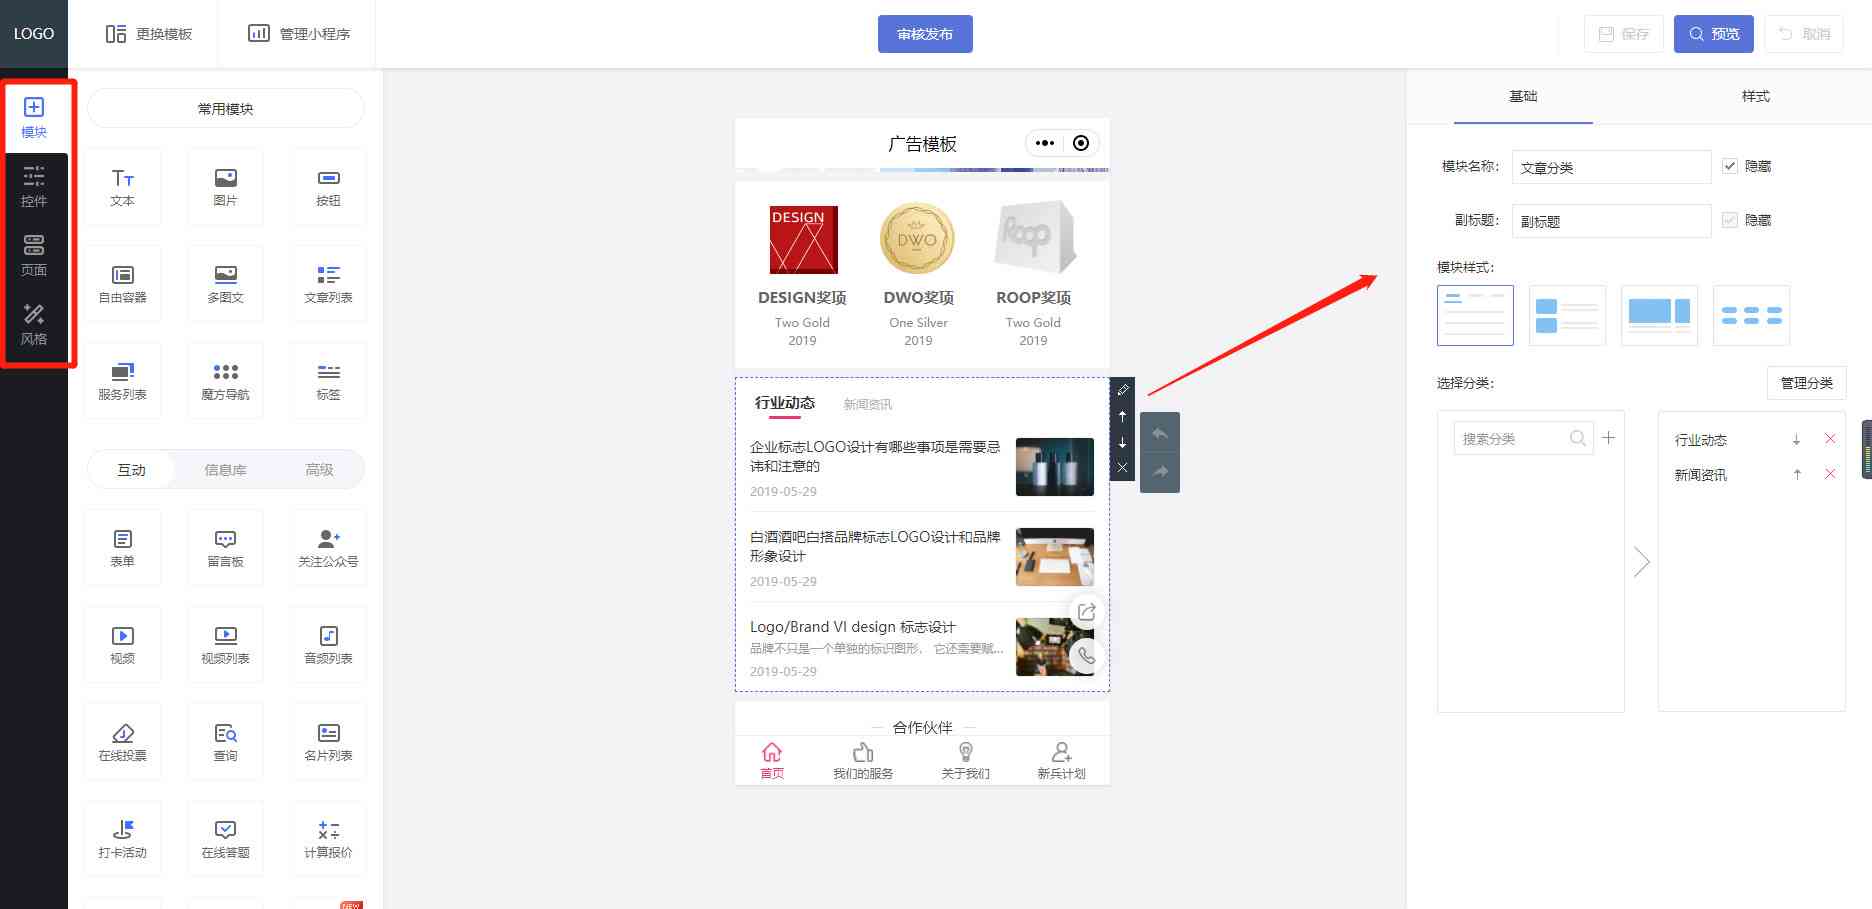 LOGO
更换模板
管理小程序
审核发布
保存
预览
取消
模块
控件
页面
风格
常用模块
文本
图片
按钮
自由容器
多图文
文章列表
服务列表
魔方导航
标签
互动
信息库
高级
表单
留言板
关注公众号
视频
视频列表
音频列表
在线投票
查询
名片列表
打卡活动
在线答题
计算报价
NEW
广告模板
DESIGN
DWO
Roop
DESIGN奖项
DWO奖项
ROOP奖项
Two Gold
One Silver
Two Gold
2019
2019
2019
行业动态
新闻资讯
企业标志LOGO设计有哪些事项是需要忌
讳和注意的
2019-05-29
白酒酒吧白搭品牌标志LOGO设计和品牌
形象设计
2019-05-29
Logo/Brand VI design 标志设计
品牌不只是一个单独的标识图形， 它还需要赋...
2019-05-29
合作伙伴
首页
我们的服务
关于我们
新兵计划
基础
样式
模块名称:
文章分类
隐藏
副标题:
副标题
隐藏
模块样式:
选择分类:
管理分类
搜索分类
行业动态
新闻资讯